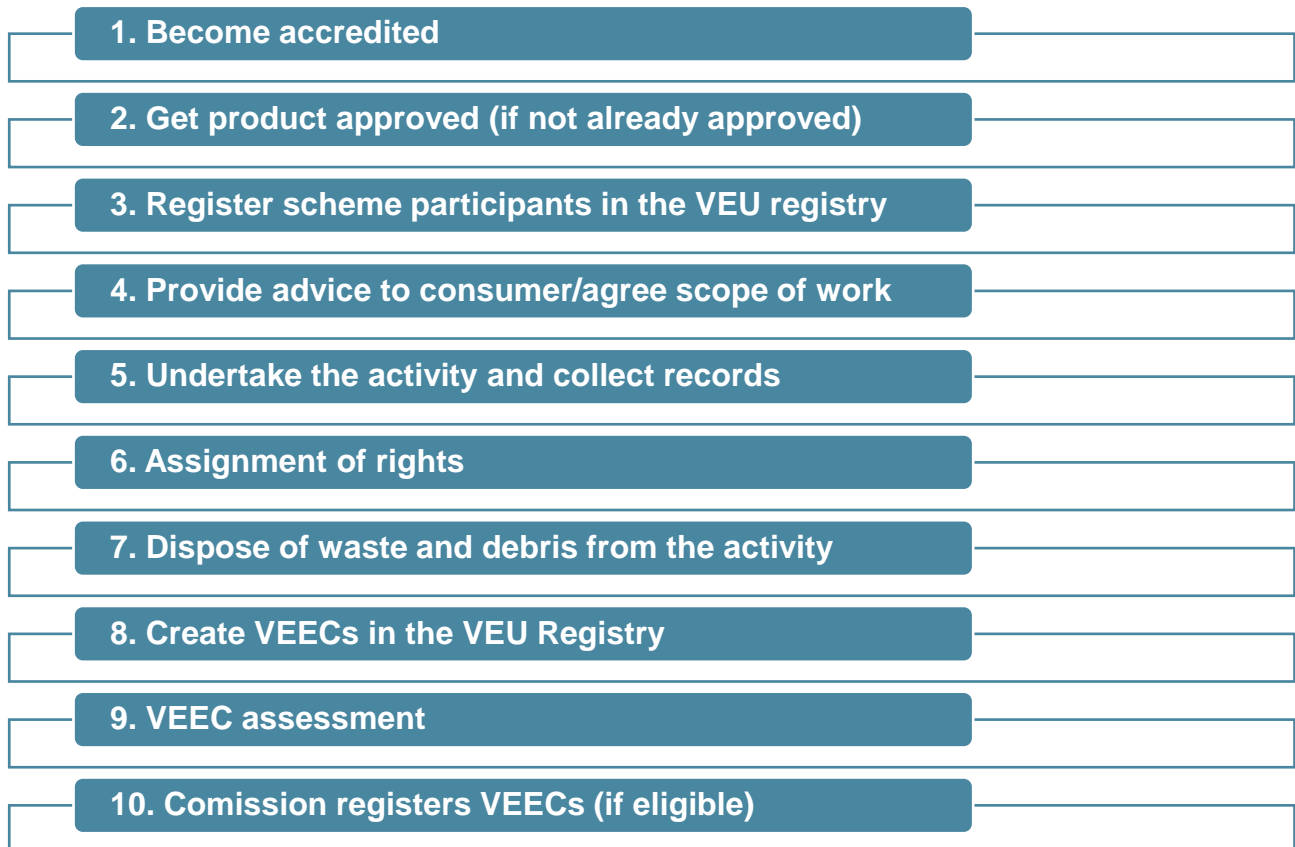 1. Become accredited
2. Get product approved (if not already approved)
3. Register scheme participants in the VEU registry
4. Provide advice to consumer/agree scope of work
5. Undertake the activity and collect records
6. Assignment of rights
7. Dispose of waste and debris from the activity
8. Create VEECs in the VEU Registry
9. VEEC assessment
10. Comission registers VEECs (if eligible)